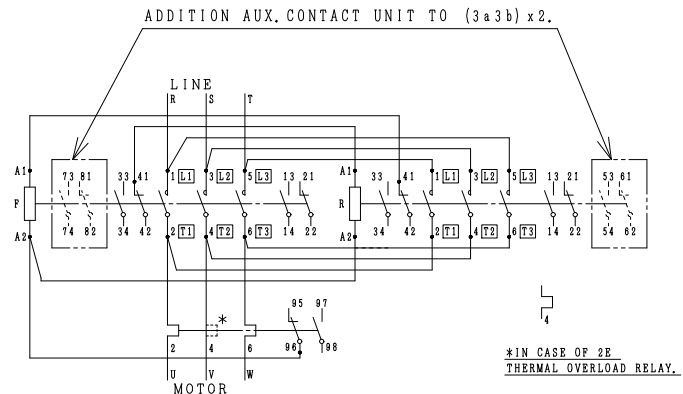 ADDITION AUX. CONTACT UNIT TO (3a3b)x2.
LINE
R S T
A1 73 81 33 41 1 L1 3 L2 5 L3 13 21 A1 33 41 1 L1 3 L2 5 L3 13 21 53 61
F R
A2 74 82 34 42 2 T1 4 T2 6 T3 14 22 A2 34 42 2 T1 4 T2 6 T3 14 22 54 62
* 95 97
2 4 6 96 98
4
U V W
MOTOR
*IN CASE OF 2E
THERMAL OVERLOAD RELAY.